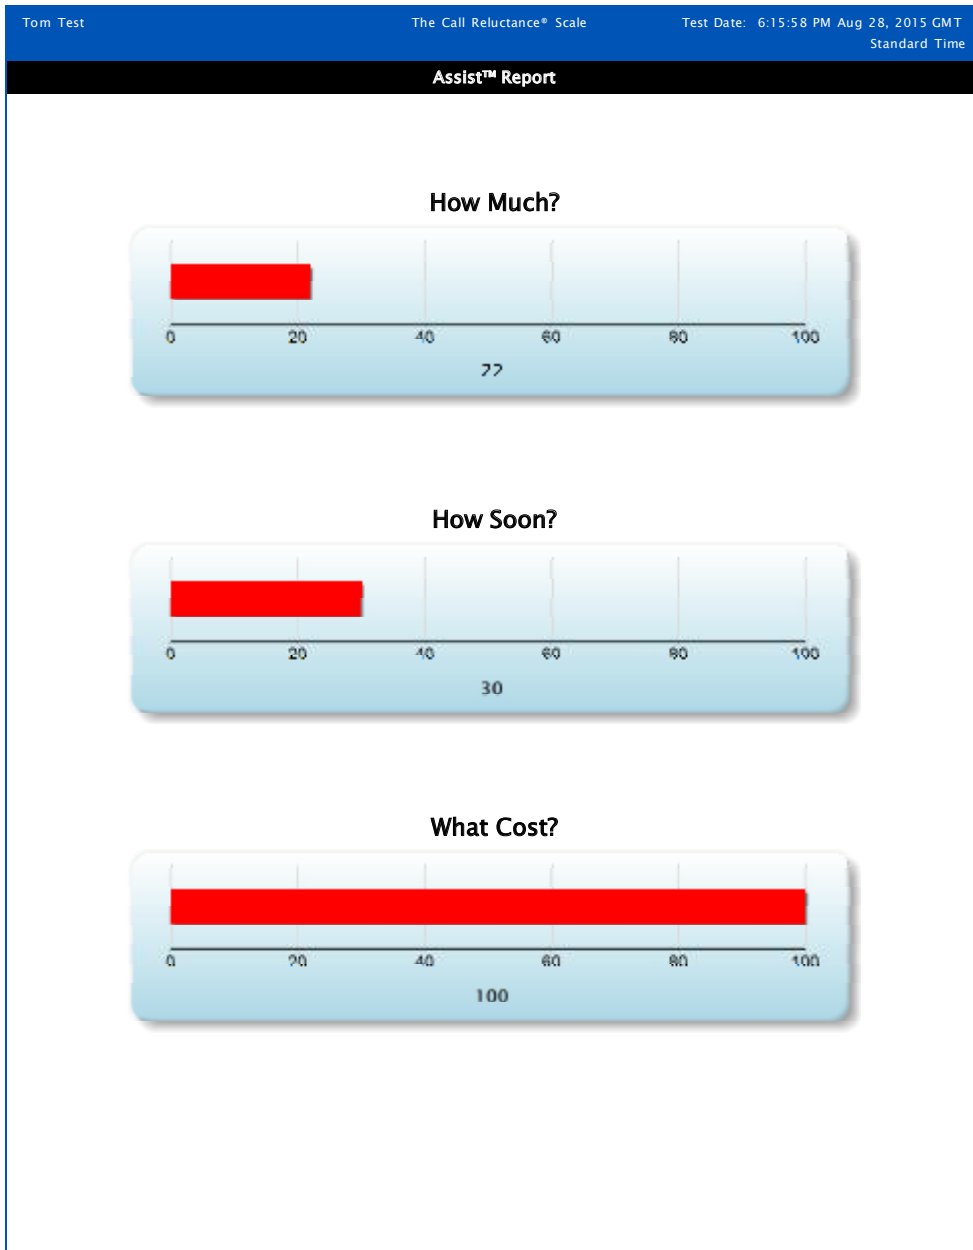 Tom Test The Call Reluctance® Scale Test Date: 6:15:58 PM Aug 28, 2015 GMT
Standard Time
Assist™ Report
How Much?
0 20 40 60 80 100
22
How Soon?
0 20 40 60 80 100
30
What Cost?
0 20 40 60 80 100
100